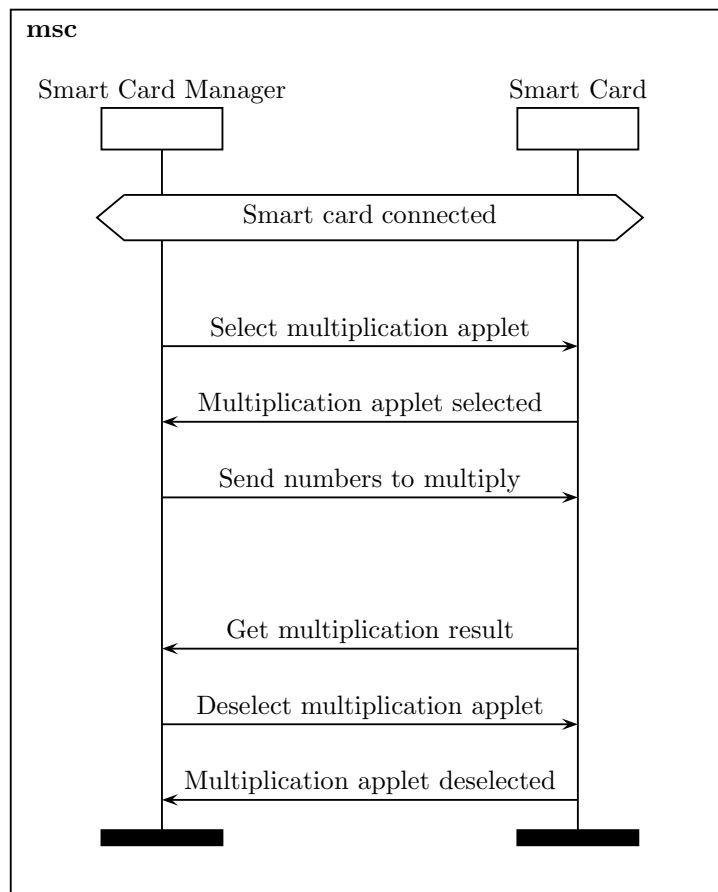 msc
Smart Card Manager
Smart Card
Smart card connected
Select multiplication applet
Multiplication applet selected
Send numbers to multiply
Get multiplication result
Deselect multiplication applet
Multiplication applet deselected